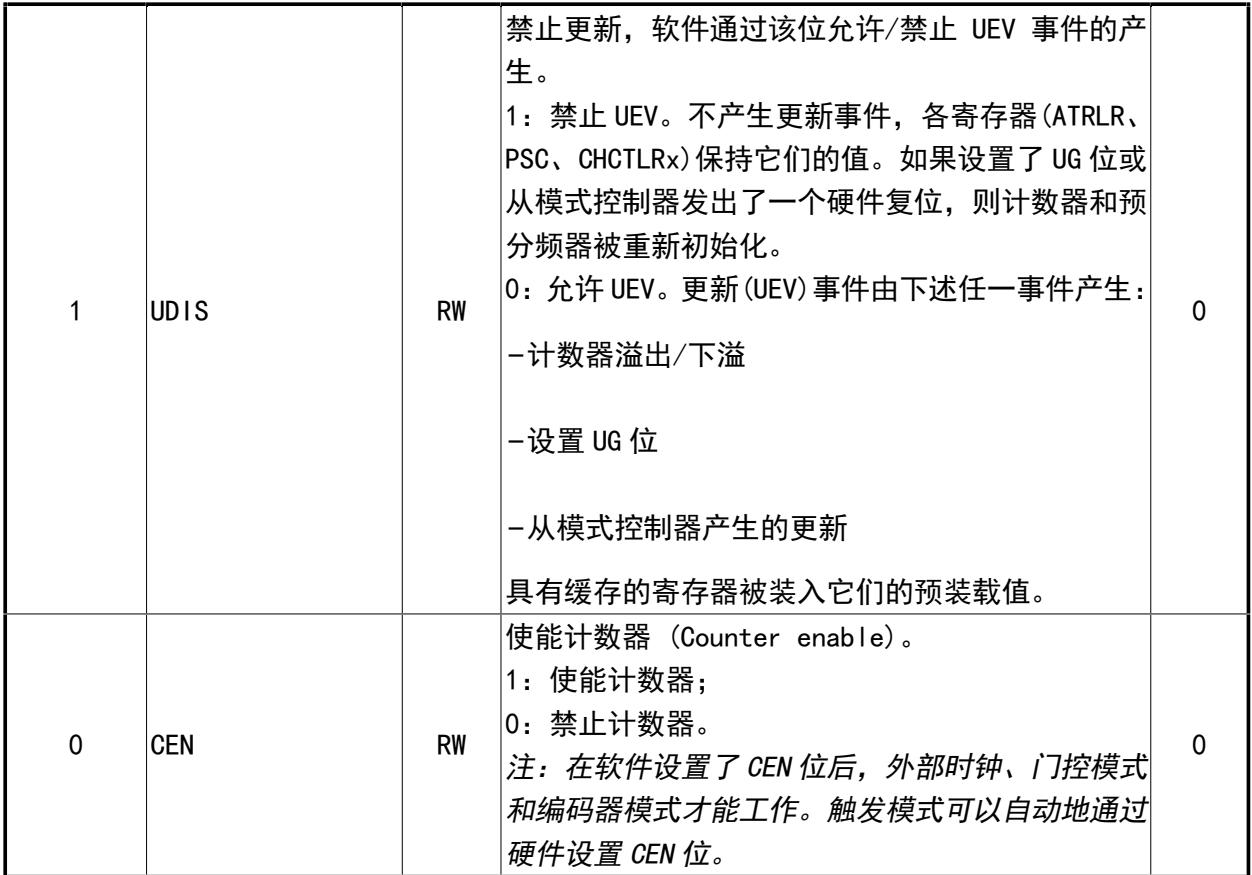 禁止更新，软件通过该位允许/禁止 UEV 事件的产
生。
1：禁止 UEV。不产生更新事件，各寄存器(ATRLR、
PSC、CHCTLRx)保持它们的值。如果设置了 UG 位或
从模式控制器发出了一个硬件复位，则计数器和预
分频器被重新初始化。
1 UDIS RW 0：允许 UEV。更新(UEV)事件由下述任一事件产生： 0
-计数器溢出/下溢
-设置 UG 位
-从模式控制器产生的更新
具有缓存的寄存器被装入它们的预装载值。
使能计数器 (Counter enable)。
1：使能计数器；
0：禁止计数器。
0 CEN RW 0
注：在软件设置了 CEN 位后，外部时钟、门控模式
和编码器模式才能工作。触发模式可以自动地通过
硬件设置 CEN 位。